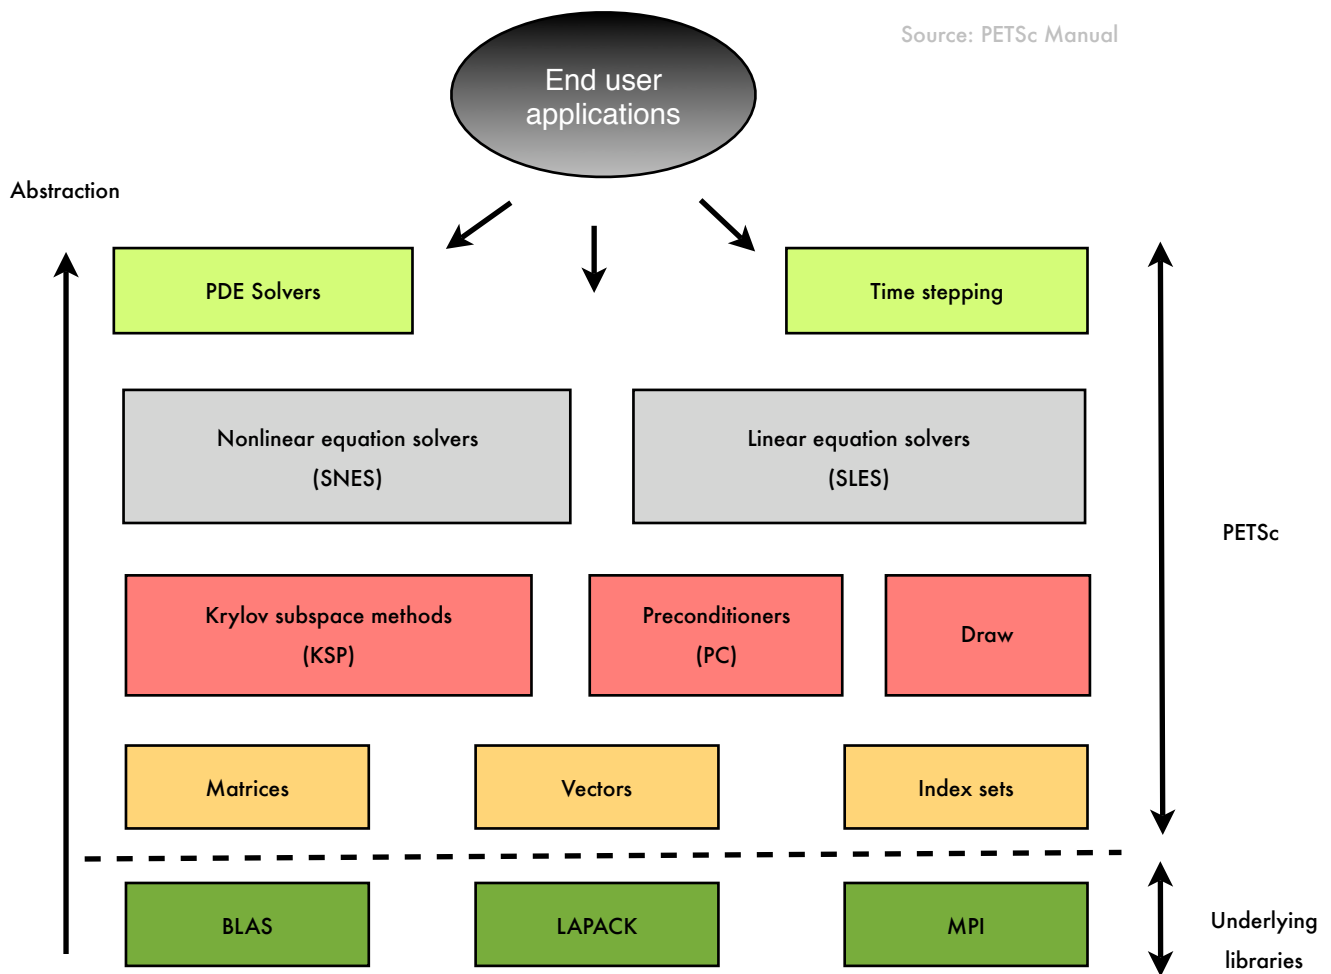 Source: PETSc Manual
End user
applications
Abstraction
PDE Solvers
Time stepping
Nonlinear equation solvers
(SNES)
Linear equation solvers
(SLES)
PETSc
Krylov subspace methods
(KSP)
Preconditioners
(PC)
Draw
Matrices
Vectors
Index sets
BLAS
LAPACK
MPI
Underlying
libraries